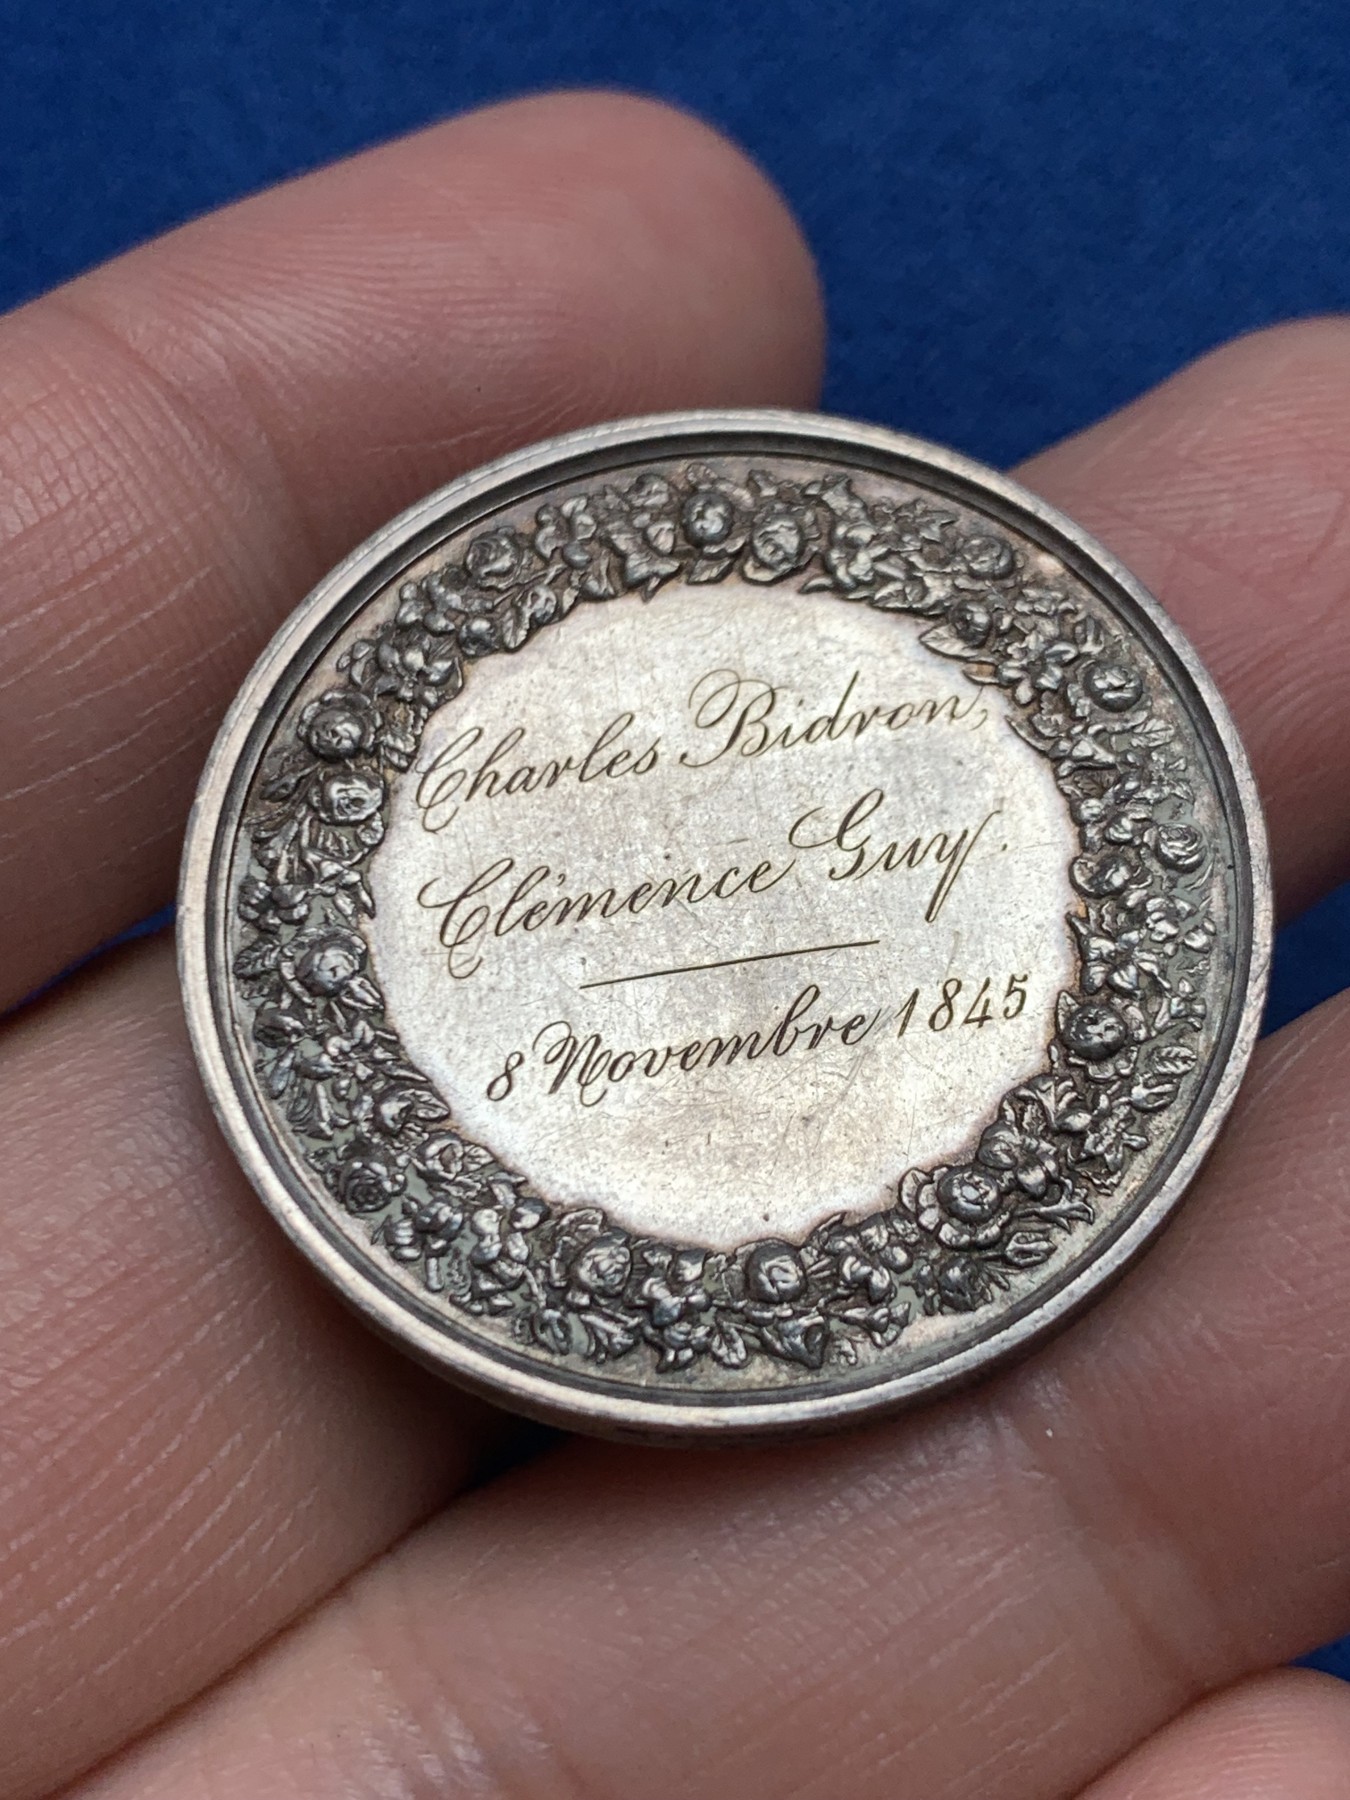 Charles Bidron,
Clémence Guy.
8 Novembre 1845